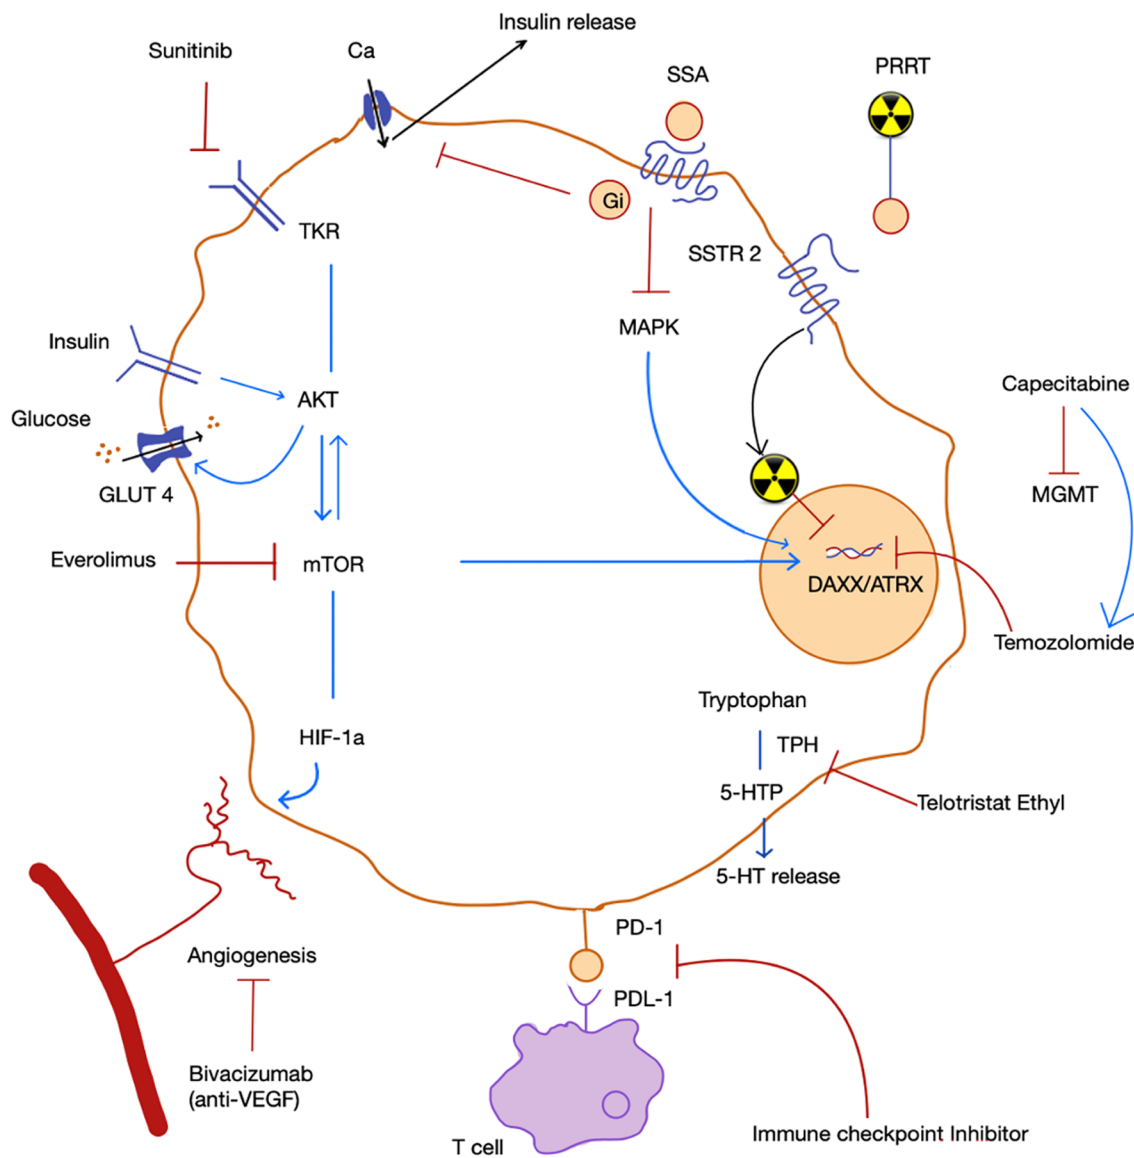 Insulin release
Sunitinib
Ca
SSA
PRRT
Gi
TKR
SSTR 2
MAPK
Insulin
AKT
Capecitabine
Glucose
GLUT 4
MGMT
Everolimus
mTOR
DAXX/ATRX
Temozolomide
Tryptophan
HIF-1a
TPH
5-HTP
Telotristat Ethyl
5-HT release
PD-1
Angiogenesis
PDL-1
Bivacizumab
(anti-VEGF)
Immune checkpoint Inhibitor
T cell